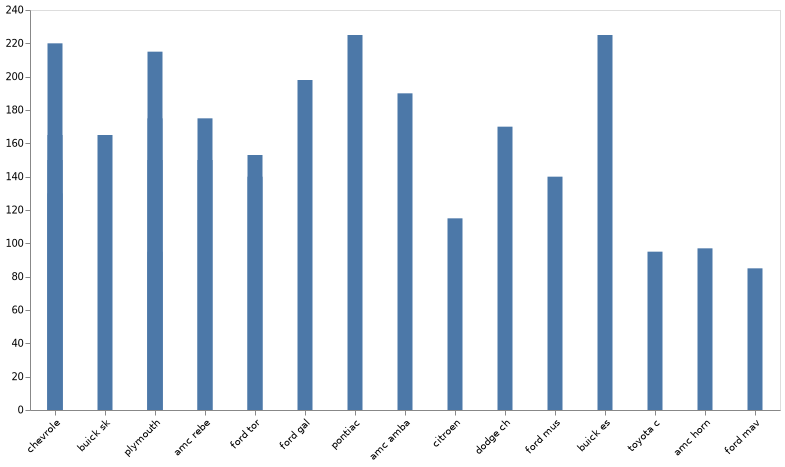 240
220
200
180
160
140
120
100
80
60
40
20
0
chevrole
buick sk
plymouth
amc rebe
ford tor
ford gal
pontiac
amc amba
citroen
dodge ch
ford mus
buick es
toyota c
amc horn
ford mav